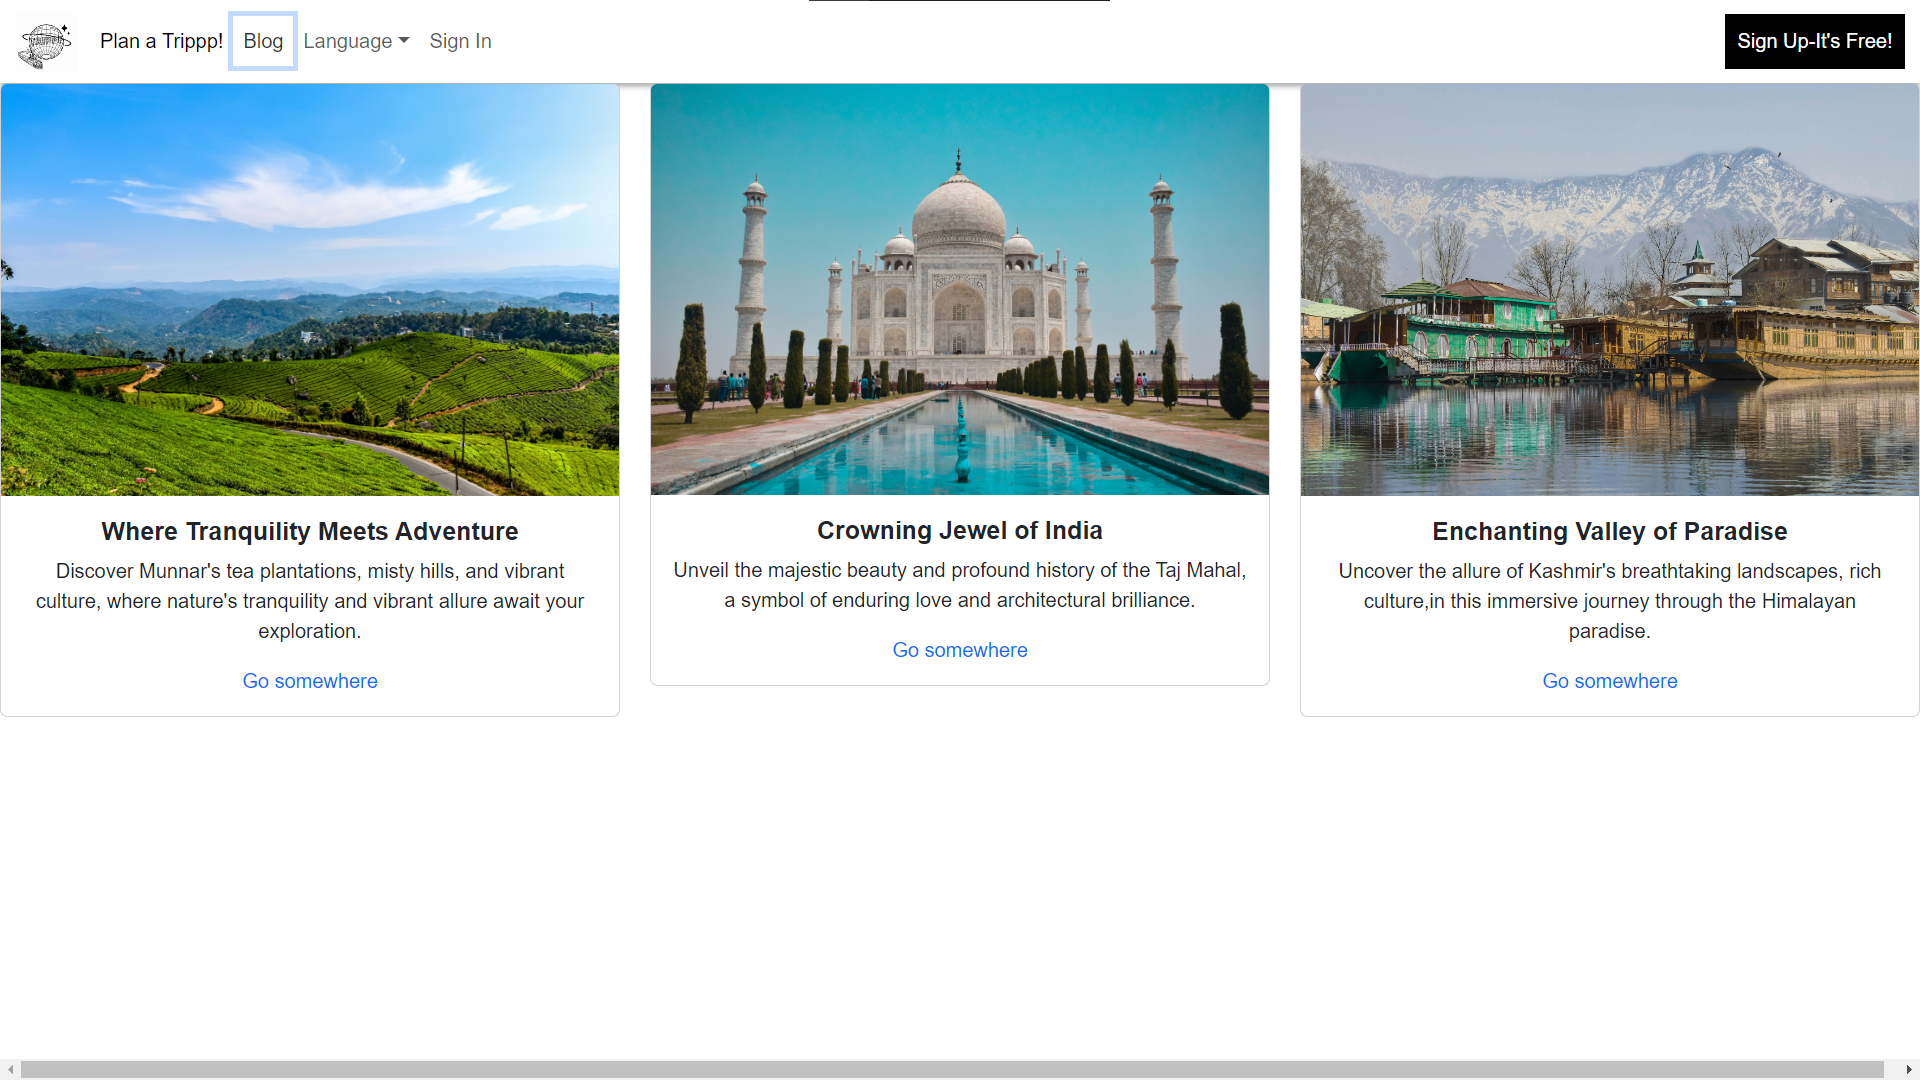 Plan a Trippp! Blog Language Sign In Sign Up-It's Free!
Where Tranquility Meets Adventure
Discover Munnar's tea plantations, misty hills, and vibrant
culture, where nature's tranquility and vibrant allure await your
exploration.
Go somewhere
Crowning Jewel of India
Unveil the majestic beauty and profound history of the Taj Mahal,
a symbol of enduring love and architectural brilliance.
Go somewhere
Enchanting Valley of Paradise
Uncover the allure of Kashmir's breathtaking landscapes, rich
culture,in this immersive journey through the Himalayan
paradise.
Go somewhere